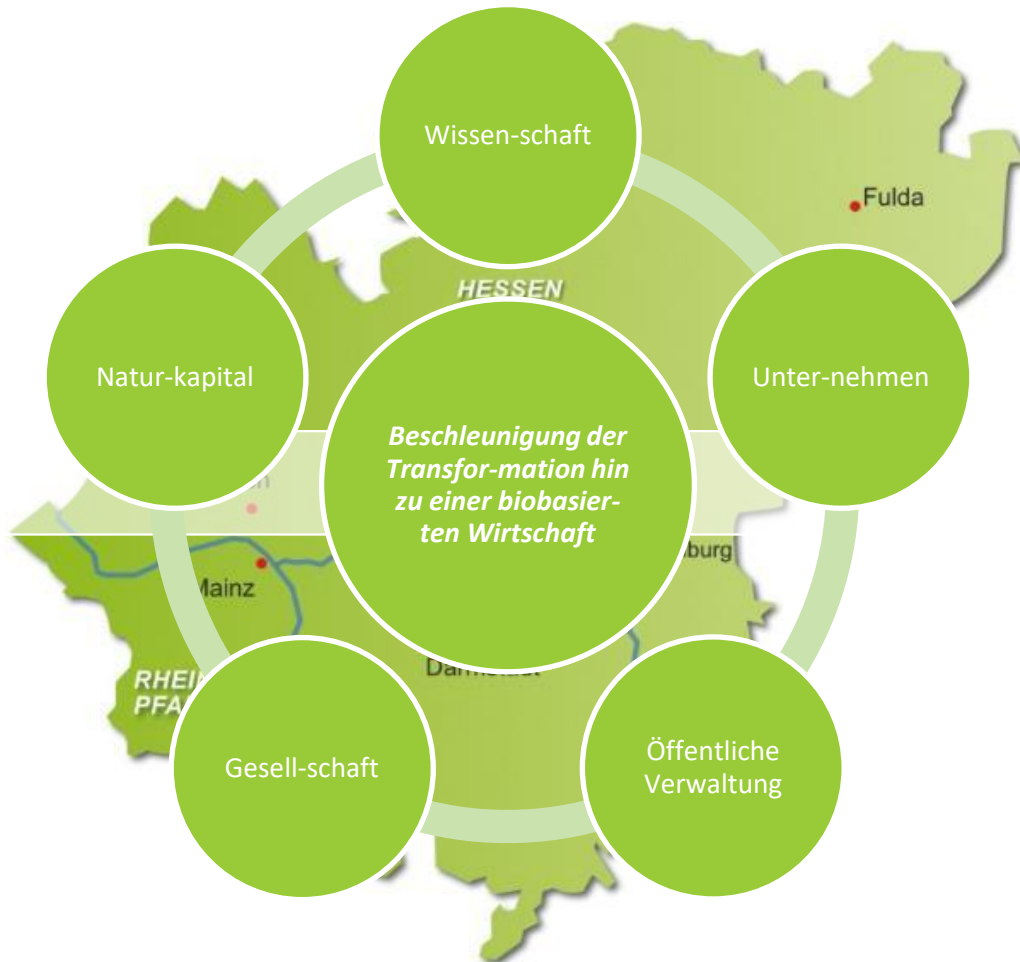 Wissen-schaft
Fulda
HESSEN
Natur-kapital
Unter-nehmen
Beschleunigung der
Transfor-mation hin
zu einer biobasier-
ten Wirtschaft
Mainz
Gesell-schaft
Öffentliche
Verwaltung